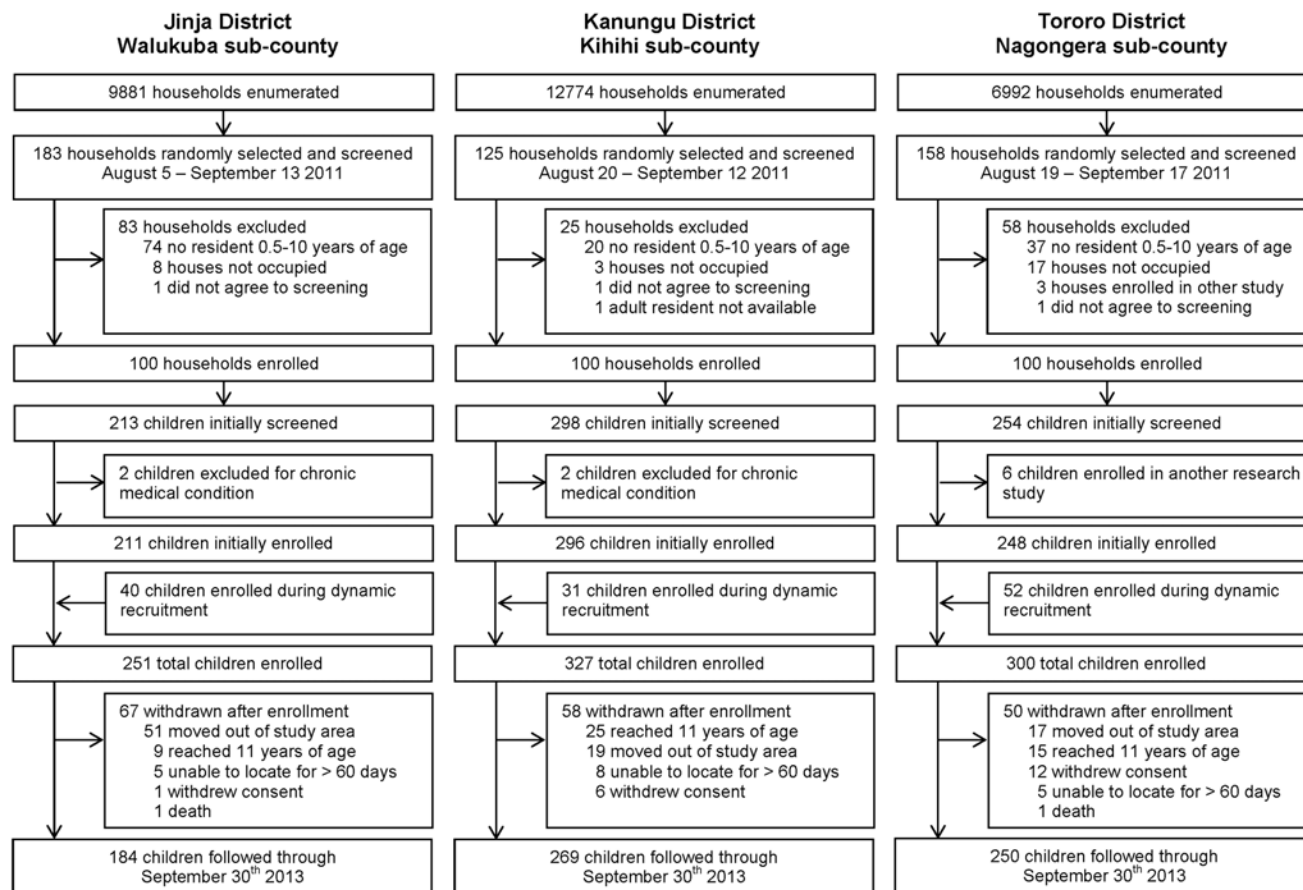 Jinja District
Walukuba sub-county
9881 households enumerated
183 households randomly selected and screened
August 5 – September 13 2011
83 households excluded
74 no resident 0.5-10 years of age
8 houses not occupied
1 did not agree to screening
100 households enrolled
213 children initially screened
2 children excluded for chronic
medical condition
211 children initially enrolled
40 children enrolled during dynamic
recruitment
251 total children enrolled
67 withdrawn after enrollment
51 moved out of study area
9 reached 11 years of age
5 unable to locate for > 60 days
1 withdrew consent
1 death
184 children followed through
September 30th 2013
Kanungu District
Kihihi sub-county
12774 households enumerated
125 households randomly selected and screened
August 20 – September 12 2011
25 households excluded
20 no resident 0.5-10 years of age
3 houses not occupied
1 did not agree to screening
1 adult resident not available
100 households enrolled
298 children initially screened
2 children excluded for chronic
medical condition
296 children initially enrolled
31 children enrolled during dynamic
recruitment
327 total children enrolled
58 withdrawn after enrollment
25 reached 11 years of age
19 moved out of study area
8 unable to locate for > 60 days
6 withdrew consent
269 children followed through
September 30th 2013
Tororo District
Nagongera sub-county
6992 households enumerated
158 households randomly selected and screened
August 19 – September 17 2011
58 households excluded
37 no resident 0.5-10 years of age
17 houses not occupied
3 houses enrolled in other study
1 did not agree to screening
100 households enrolled
254 children initially screened
6 children enrolled in another research
study
248 children initially enrolled
52 children enrolled during dynamic
recruitment
300 total children enrolled
50 withdrawn after enrollment
17 moved out of study area
15 reached 11 years of age
12 withdrew consent
5 unable to locate for > 60 days
1 death
250 children followed through
September 30th 2013